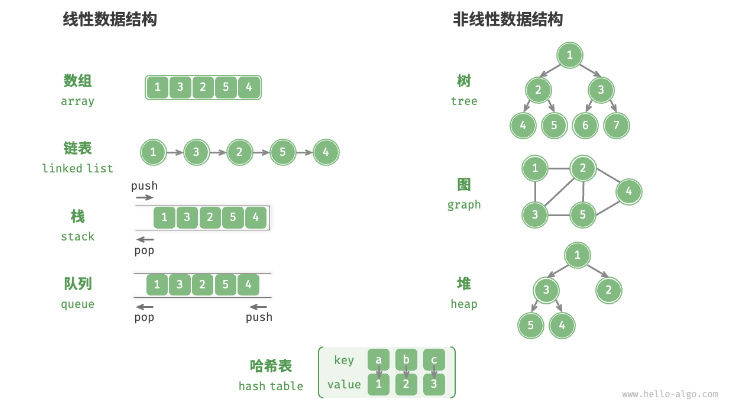 线性数据结构
数组
array
1 3 2 5 4
链表
linked list
1 3 2 5 4
栈
stack
push
1 3 2 5 4
pop
队列
queue
1 3 2 5 4
pop push
非线性数据结构
树
tree
1
2 3
4 5 6 7
图
graph
1 2
4
3 5
堆
heap
1
3 2
5 4
哈希表
hash table
key a b c
value 1 2 3
www.hello-algo.com